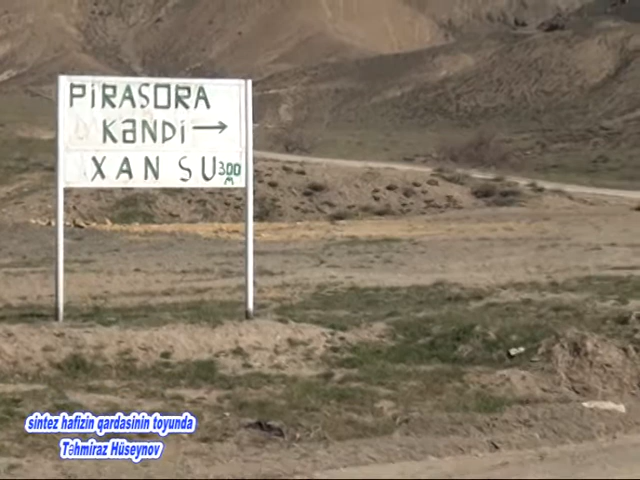 PiRASORA
kəndi →
XAN SU 300 M
sintez hafizin qardasinin toyunda
Təhmiraz Hüseynov